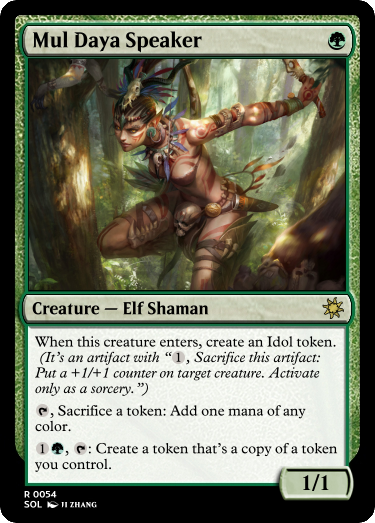 Mul Daya Speaker
Creature — Elf Shaman
When this creature enters, create an Idol token.
(It's an artifact with “1, Sacrifice this artifact:
Put a +1/+1 counter on target creature. Activate
only as a sorcery.”)
, Sacrifice a token: Add one mana of any
color.
1, : Create a token that's a copy of a token
you control.
1/1
R 0054
SOL JI ZHANG